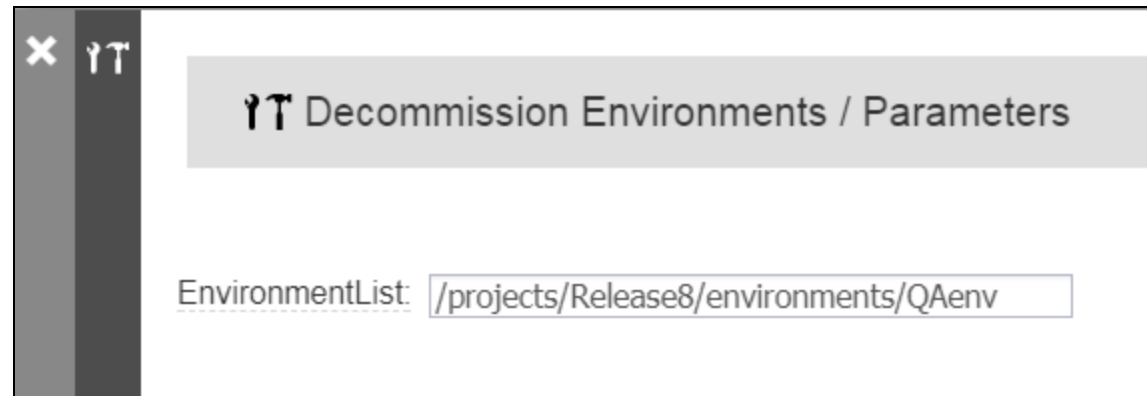 Decommission Environments / Parameters
EnvironmentList: /projects/Release8/environments/QAenv